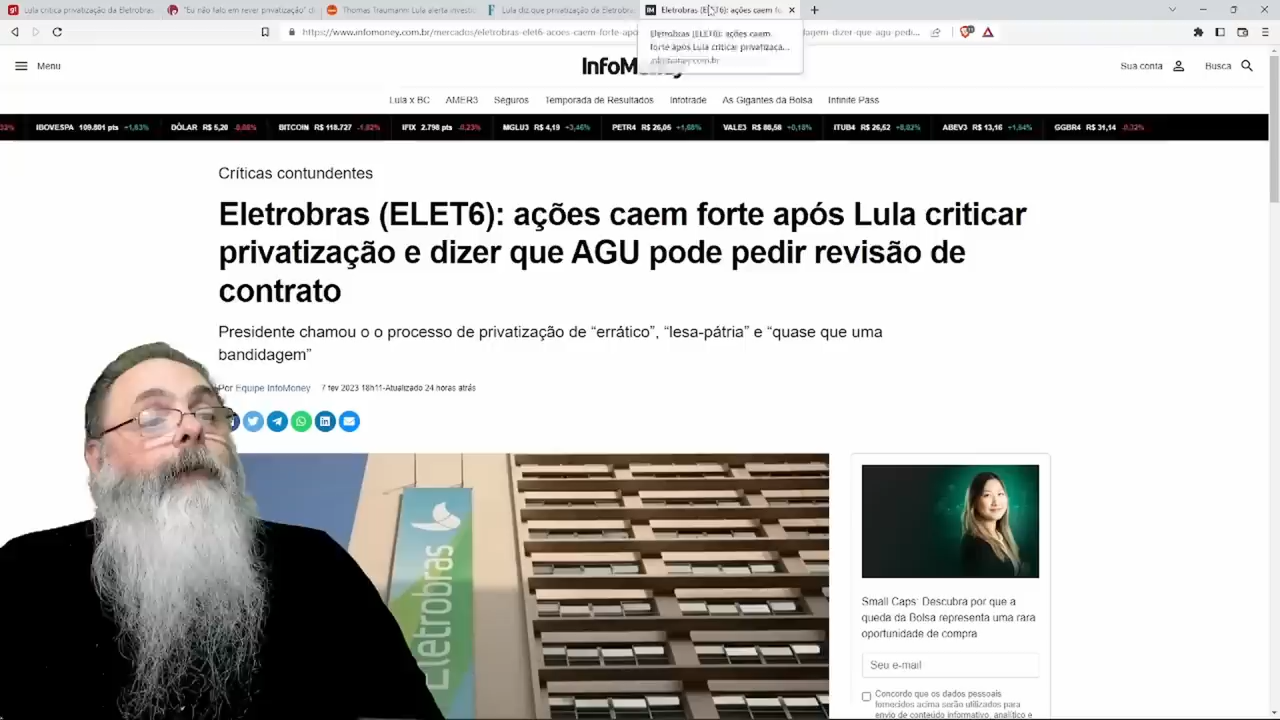 Lula critica privatização da Eletrobras
"Eu não falo em rever privatização" d
Thomas Traumann Lula alerta investi
Lula diz que privatização da Eletrobra
Eletrobras (ELET6): ações caem fo
https://www.infomoney.com.br/mercados/eletrobras-elet6-acoes-caem-forte-apo
agem-dizer-que-agu-pedi...
Eletrobras (ELET6): ações caem
forte após Lula criticar privatizaça...
infomoney.com.br
Menu
InfoMoney
Sua conta
Busca
Lula x BC
AMER3
Seguros
Temporada de Resultados
Infotrade
As Gigantes da Bolsa
Infinite Pass
IBOVESPA 109.801 pts +1,63% DÓLAR R$ 5,20 -0,08% BITCOIN R$ 118.727 -1,82% IFIX 2.798 pts -0,23% MGLU3 R$ 4,19 +3,46% PETR4 R$ 26,05 +1,68% VALE3 R$ 88,58 +0,18% ITUB4 R$ 26,52 +8,82% ABEV3 R$ 13,16 +1,54% GGBR4 R$ 31,14 -0,32%
Críticas contundentes
Eletrobras (ELET6): ações caem forte após Lula criticar
privatização e dizer que AGU pode pedir revisão de
contrato
Presidente chamou o o processo de privatização de “errático”, “lesa-pátria” e “quase que uma
bandidagem”
Por Equipe InfoMoney 7 fev 2023 18h11-Atualizado 24 horas atrás
Eletrobras
Small Caps: Descubra por que a
queda da Bolsa representa uma rara
oportunidade de compra
Seu e-mail
Concordo que os dados pessoais
fornecidos acima serão utilizados para
envio de conteúdo informativo, analítico e